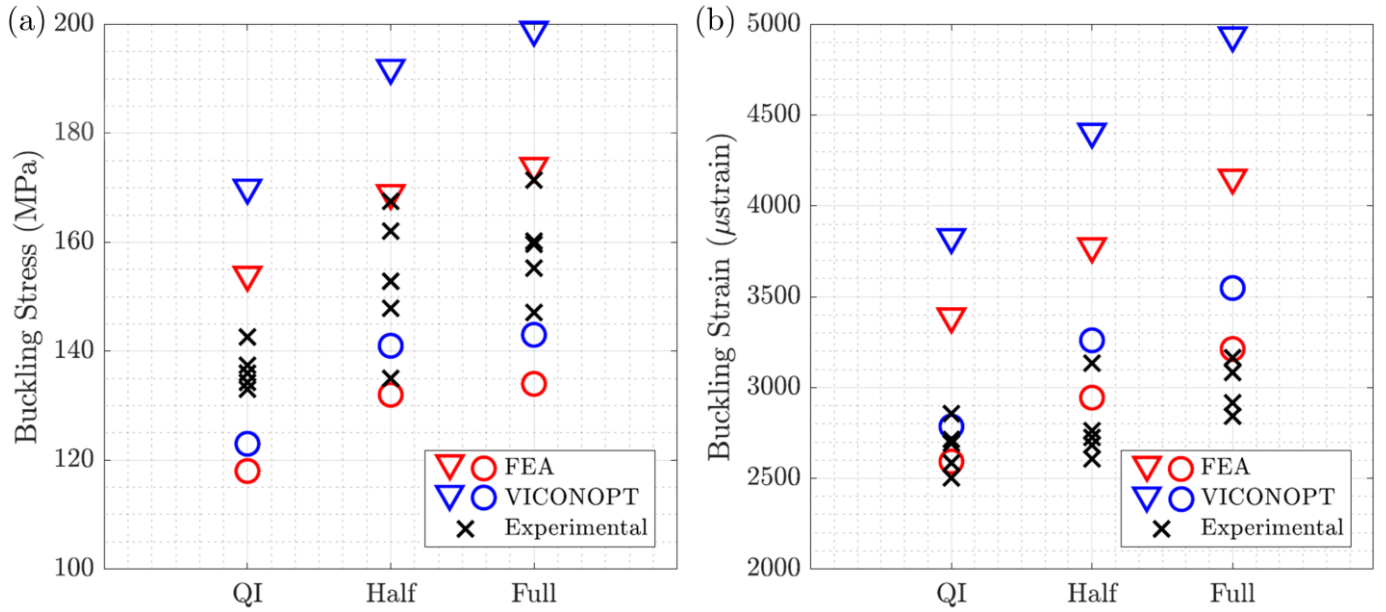 (a)
Buckling Stress (MPa)
200
180
160
140
120
100
QI
Half
Full
FEA
VICONOPT
Experimental
(b)
Buckling Strain (μstrain)
5000
4500
4000
3500
3000
2500
2000
QI
Half
Full
FEA
VICONOPT
Experimental